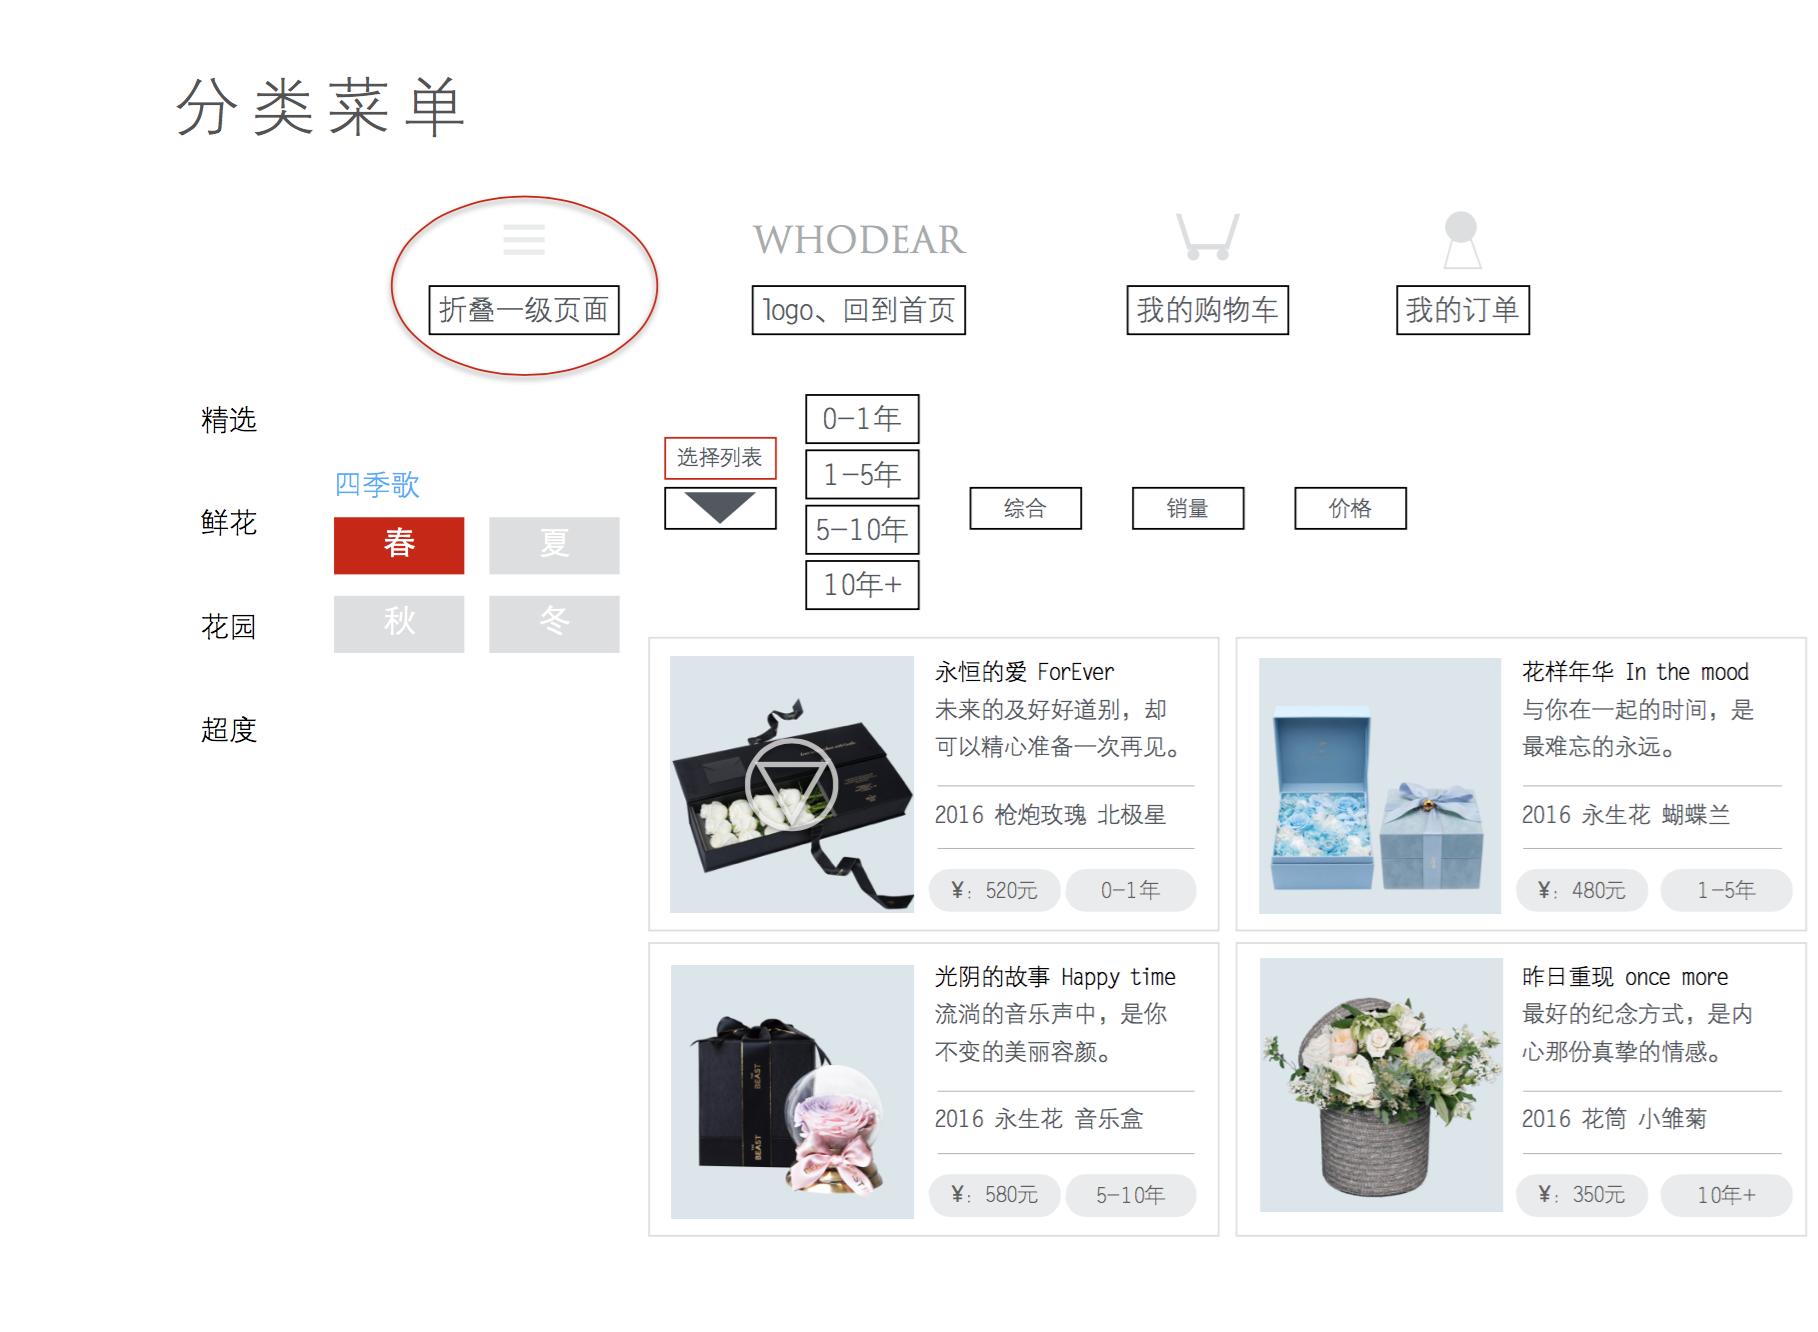 分类菜单
WHODEAR
折叠一级页面
logo、回到首页
我的购物车
我的订单
精选
鲜花
花园
超度
四季歌
春
夏
秋
冬
选择列表
0-1年
1-5年
5-10年
10年+
综合
销量
价格
永恒的爱 ForEver
未来的及好好道别，却
可以精心准备一次再见。
2016 枪炮玫瑰 北极星
¥：520元
0-1年
花样年华 In the mood
与你在一起的时间，是
最难忘的永远。
2016 永生花 蝴蝶兰
¥：480元
1-5年
THE BEAST
THE BEAST
光阴的故事 Happy time
流淌的音乐声中，是你
不变的美丽容颜。
2016 永生花 音乐盒
¥：580元
5-10年
昨日重现 once more
最好的纪念方式，是内
心那份真挚的情感。
2016 花筒 小雏菊
¥：350元
10年+